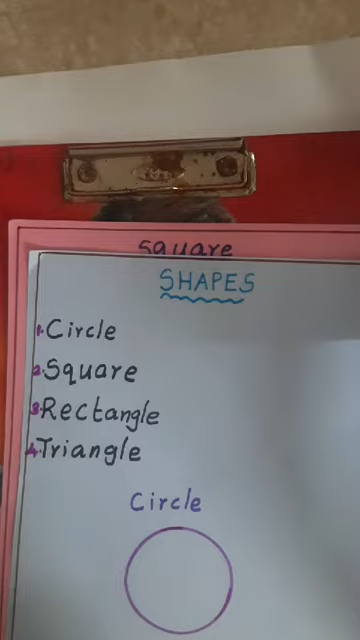 square
SHAPES
1. Circle
2. Square
3. Rectangle
4. Triangle
Circle